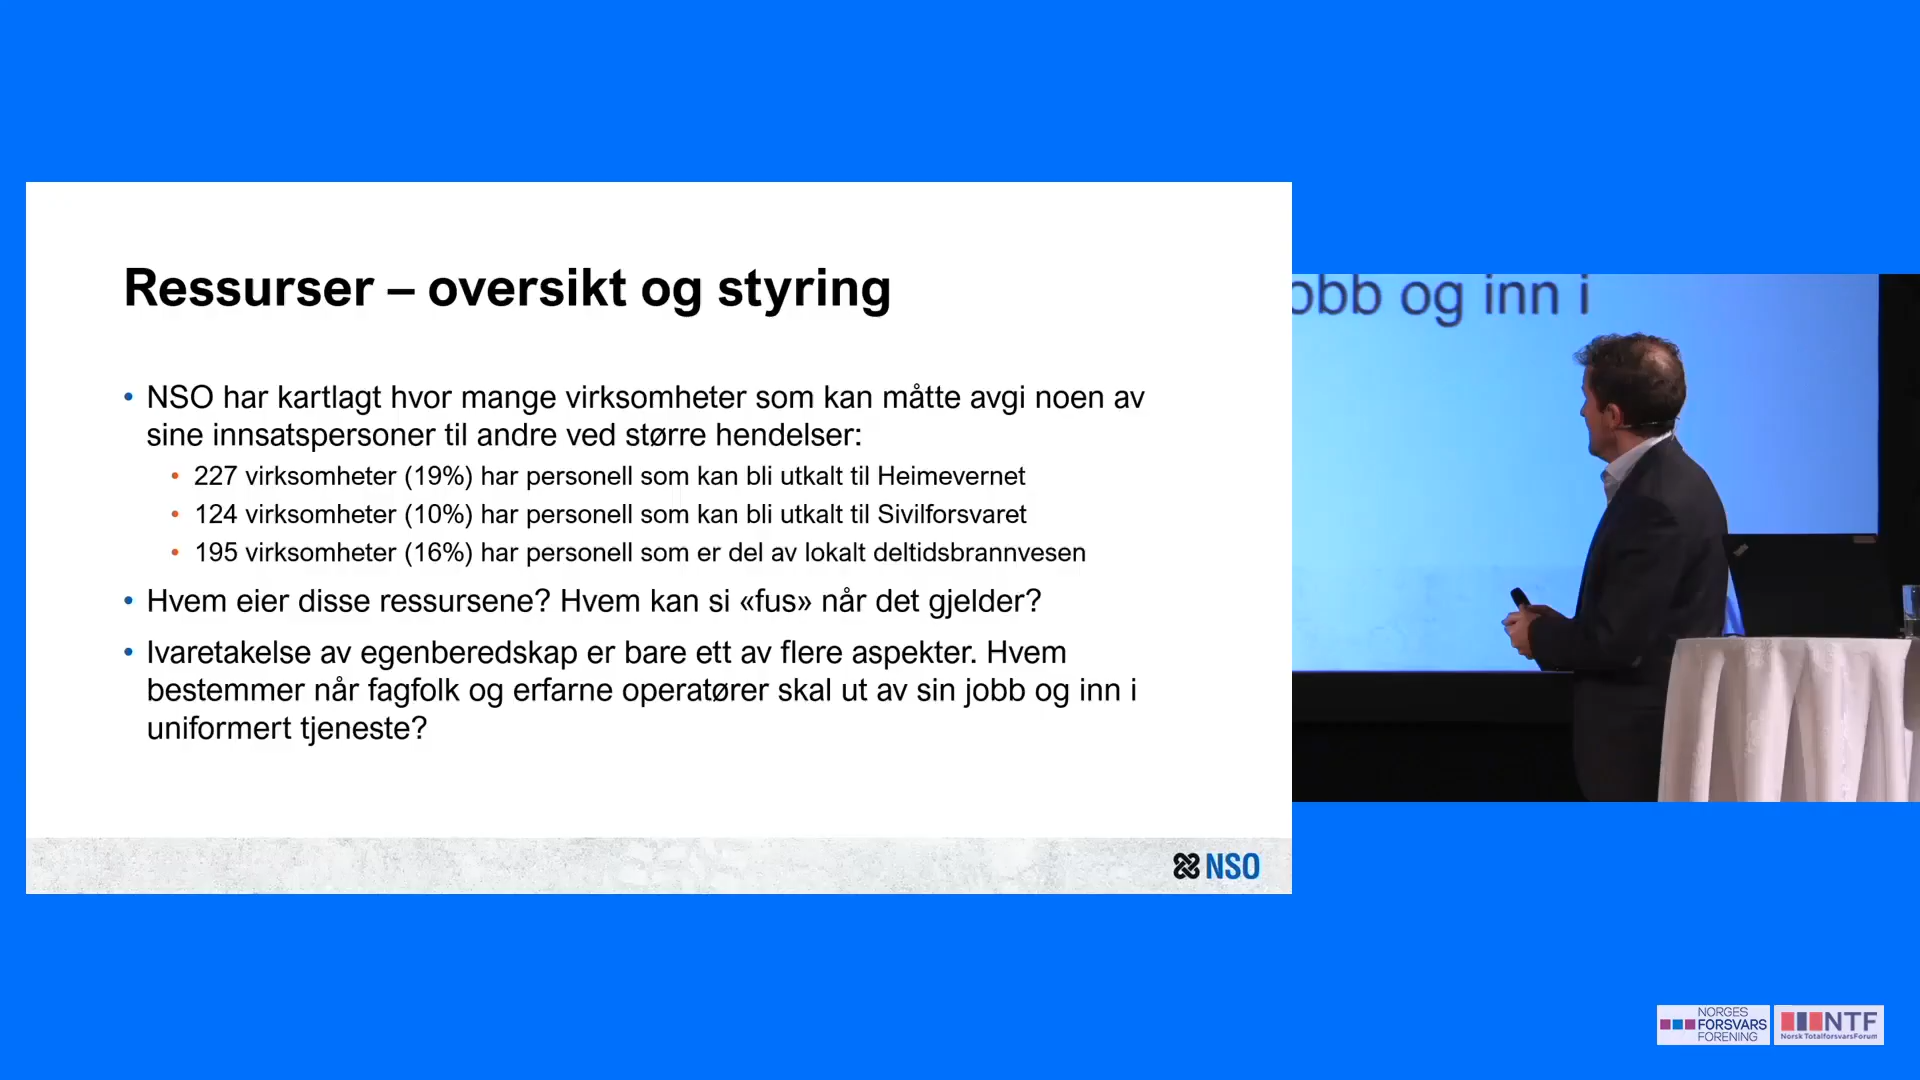 Ressurser – oversikt og styring
• NSO har kartlagt hvor mange virksomheter som kan måtte avgi noen av
sine innsatspersoner til andre ved større hendelser:
• 227 virksomheter (19%) har personell som kan bli utkalt til Heimevernet
• 124 virksomheter (10%) har personell som kan bli utkalt til Sivilforsvaret
• 195 virksomheter (16%) har personell som er del av lokalt deltidsbrannvesen
• Hvem eier disse ressursene? Hvem kan si «fus» når det gjelder?
• Ivaretakelse av egenberedskap er bare ett av flere aspekter. Hvem
bestemmer når fagfolk og erfarne operatører skal ut av sin jobb og inn i
uniformert tjeneste?
NSO
obb og inn i
NORGES
FORSVARS
FORENING
NTF
Norsk TotalforsvarsForum